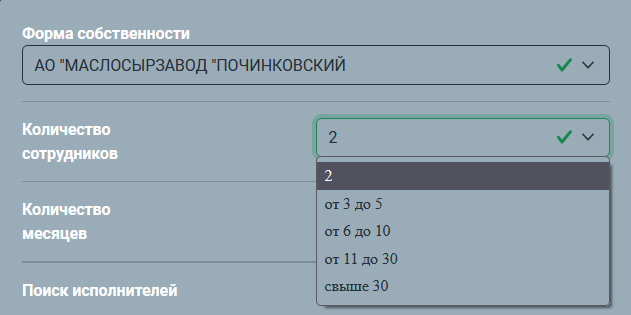 Форма собственности
АО "МАСЛОСЫРЗАВОД "ПОЧИНКОВСКИЙ
Количество
сотрудников
2
2
от 3 до 5
от 6 до 10
от 11 до 30
свыше 30
Количество
месяцев
Поиск исполнителей